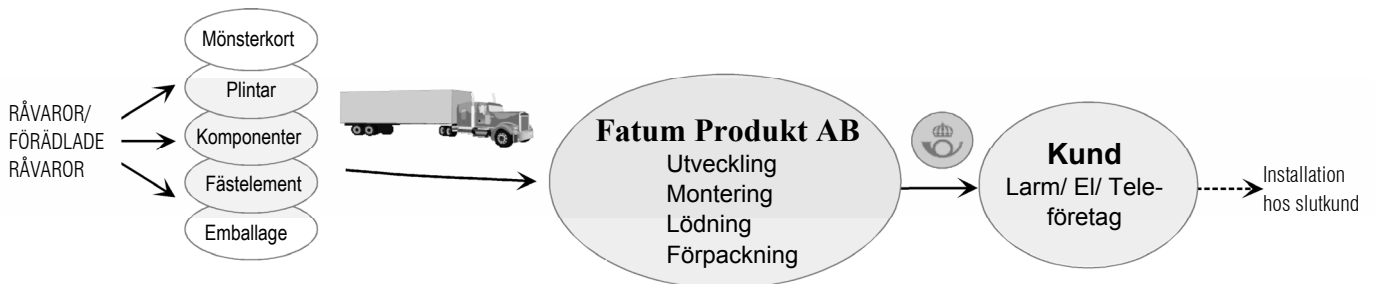 RÅVAROR/
FÖRÄDLADE
RÅVAROR
Mönsterkort
Plintar
Komponenter
Fästelement
Emballage
Fatum Produkt AB
Utveckling
Montering
Lödning
Förpackning
Kund
Larm/ El/ Tele-
företag
Installation
hos slutkund